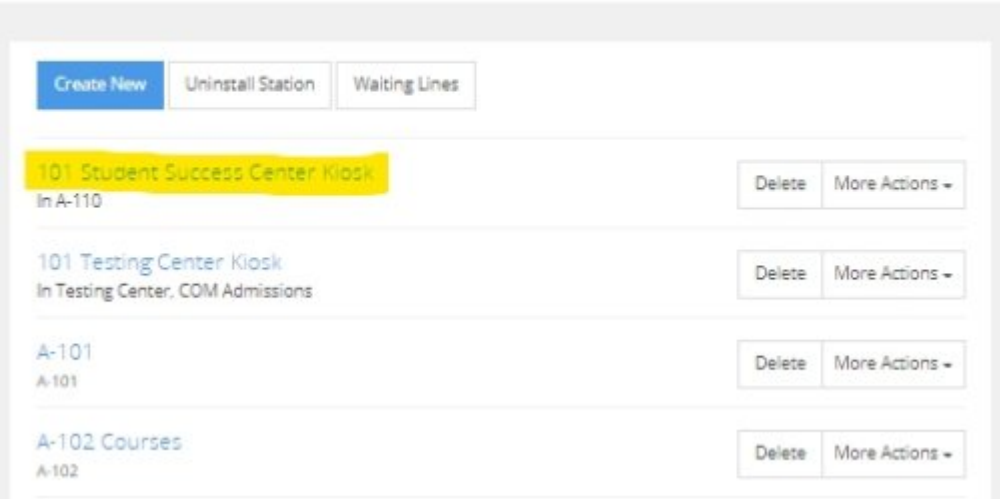 Create New Uninstall Station Waiting Lines
101 Student Success Center Kiosk
In A-110
Delete More Actions
101 Testing Center Kiosk
In Testing Center, COM Admissions
Delete More Actions
A-101
A-101
Delete More Actions
A-102 Courses
A-102
Delete More Actions